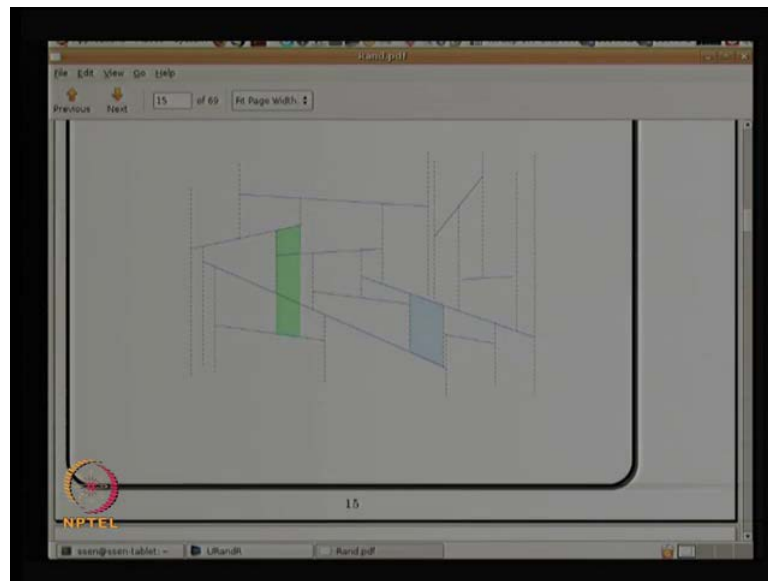 Rand.pdf
File Edit View Go Help
Previous Next 15 of 69 Fit Page Width
15
NPTEL
ssen@ssen-tablet: ~ URandR Rand.pdf